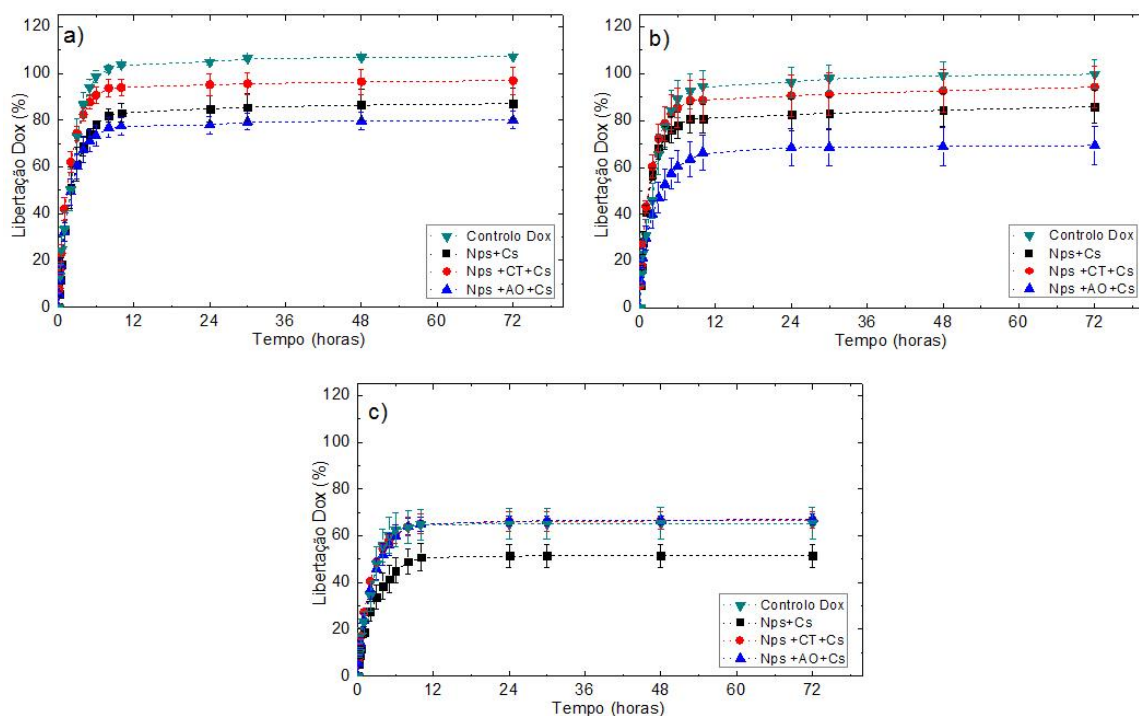 a)
Libertação Dox (%)
120
100
80
60
40
20
0
Controlo Dox
Nps+Cs
Nps +CT+Cs
Nps +AO+Cs
0 12 24 36 48 60 72
Tempo (horas)
b)
Libertação Dox (%)
120
100
80
60
40
20
0
Controlo Dox
Nps+Cs
Nps +CT+Cs
Nps +AO+Cs
0 12 24 36 48 60 72
Tempo (horas)
c)
Libertação Dox (%)
120
100
80
60
40
20
0
Controlo Dox
Nps+Cs
Nps +CT+Cs
Nps +AO+Cs
0 12 24 36 48 60 72
Tempo (horas)